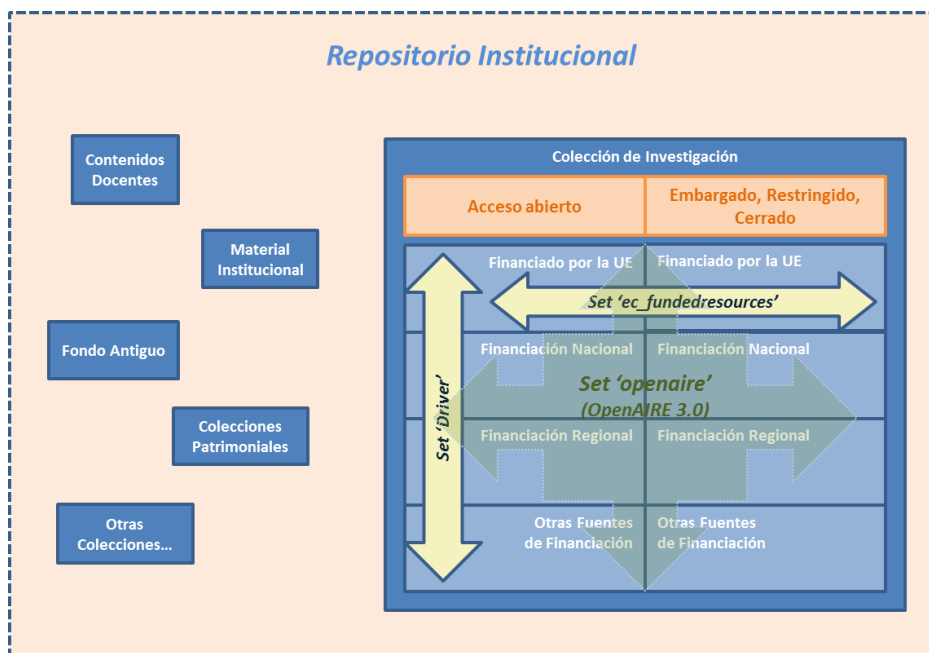 Repositorio Institucional
Contenidos
Docentes
Material
Institucional
Fondo Antiguo
Colecciones
Patrimoniales
Otras
Colecciones...
Colección de Investigación
Acceso abierto
Embargado, Restringido,
Cerrado
Financiado por la UE
Financiado por la UE
Set 'ec_fundedresources'
Financiación Nacional
Financiación Nacional
Set 'openaire'
(OpenAIRE 3.0)
Set 'Driver'
Financiación Regional
Financiación Regional
Otras Fuentes
de Financiación
Otras Fuentes
de Financiación